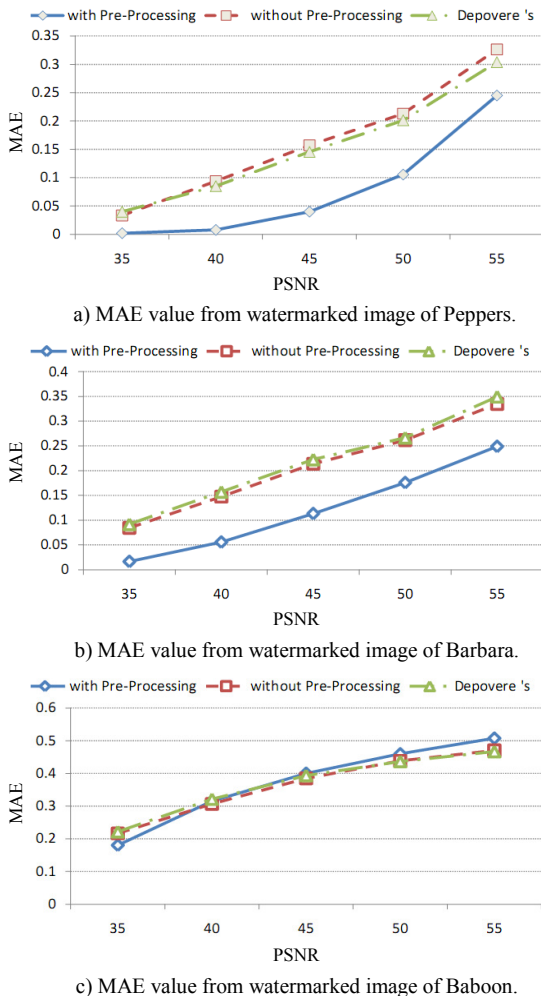 with Pre-Processing without Pre-Processing Depovere 's
0.35
0.3
0.25
0.2
0.15
0.1
0.05
0
MAE
35 40 45 50 55
PSNR
a) MAE value from watermarked image of Peppers.
with Pre-Processing without Pre-Processing Depovere 's
0.4
0.35
0.3
0.25
0.2
0.15
0.1
0.05
0
MAE
35 40 45 50 55
PSNR
b) MAE value from watermarked image of Barbara.
with Pre-Processing without Pre-Processing Depovere 's
0.6
0.5
0.4
0.3
0.2
0.1
0
MAE
35 40 45 50 55
PSNR
c) MAE value from watermarked image of Baboon.